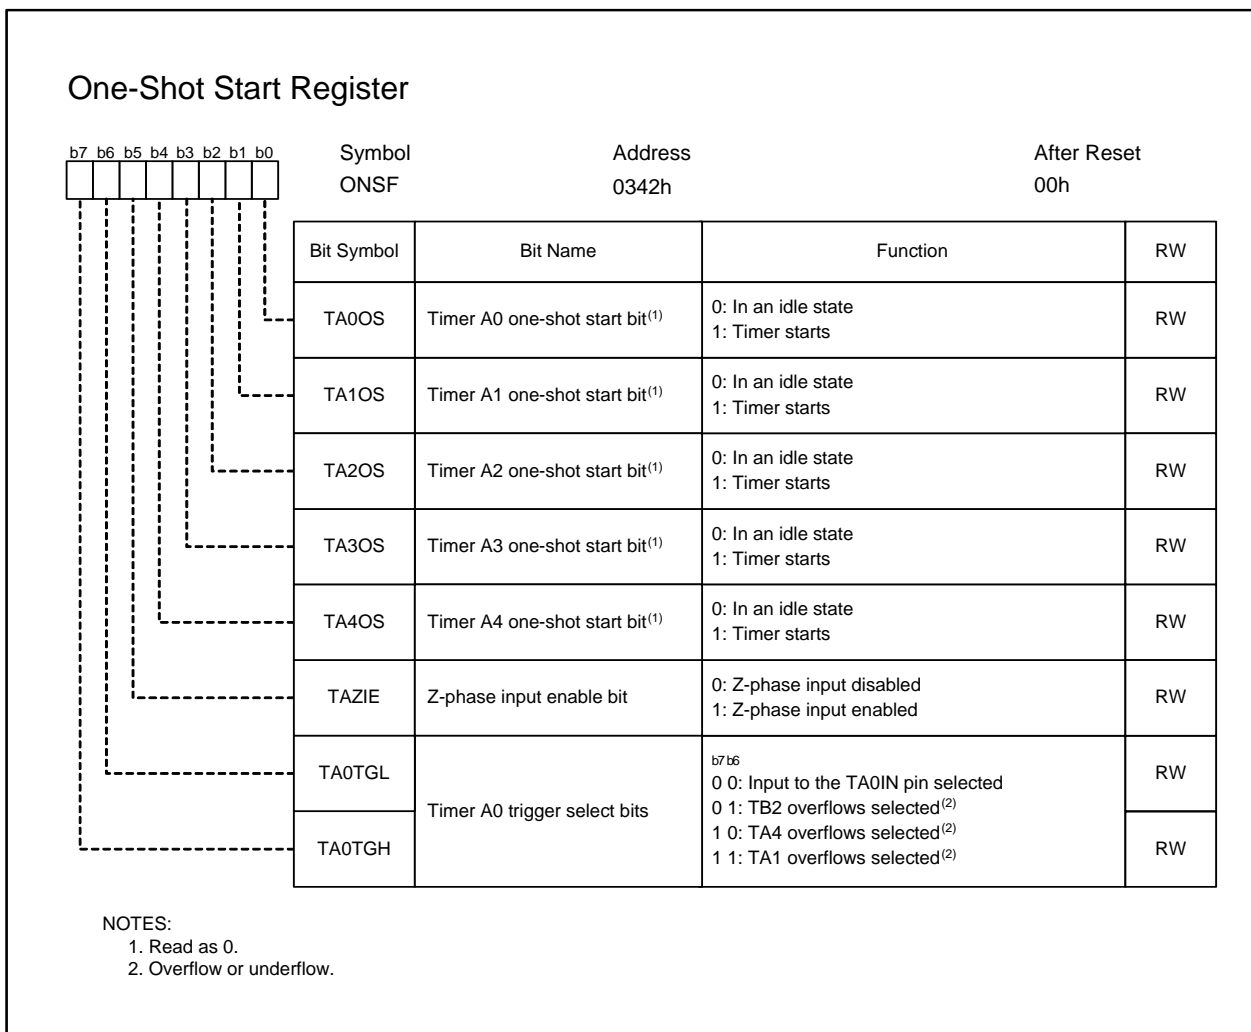 One-Shot Start Register
b7 b6 b5 b4 b3 b2 b1 b0
Symbol Address After Reset
ONSF 0342h 00h
Bit Symbol Bit Name Function RW
TA0OS Timer A0 one-shot start bit(1) 0: In an idle state
1: Timer starts RW
TA1OS Timer A1 one-shot start bit(1) 0: In an idle state
1: Timer starts RW
TA2OS Timer A2 one-shot start bit(1) 0: In an idle state
1: Timer starts RW
TA3OS Timer A3 one-shot start bit(1) 0: In an idle state
1: Timer starts RW
TA4OS Timer A4 one-shot start bit(1) 0: In an idle state
1: Timer starts RW
TAZIE Z-phase input enable bit 0: Z-phase input disabled
1: Z-phase input enabled RW
TA0TGL RW
TA0TGH RW
Timer A0 trigger select bits
b7 b6
0 0: Input to the TA0IN pin selected
0 1: TB2 overflows selected(2)
1 0: TA4 overflows selected(2)
1 1: TA1 overflows selected(2)
NOTES:
1. Read as 0.
2. Overflow or underflow.